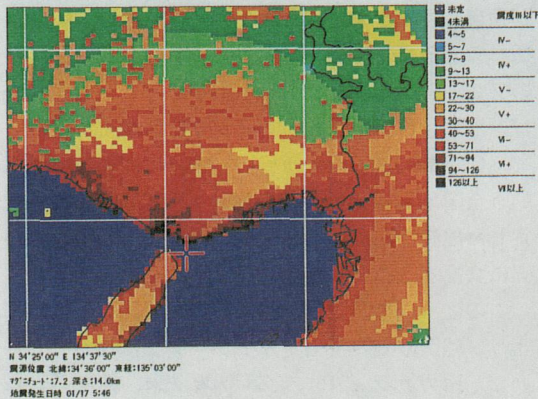 未定
4未満
4～5
5～7
7～9
9～13
13～17
17～22
22～30
30～40
40～53
53～71
71～94
94～126
126以上
震度Ⅲ以下
Ⅳ−
Ⅳ+
Ⅴ−
Ⅴ+
Ⅵ−
Ⅵ+
Ⅶ以上
N 34°25'00" E 134°37'30"
震源位置 北緯:34°36'00" 東経:135°03'00"
マグニチュード:7.2 深さ:14.0km
地震発生日時 01/17 5:46